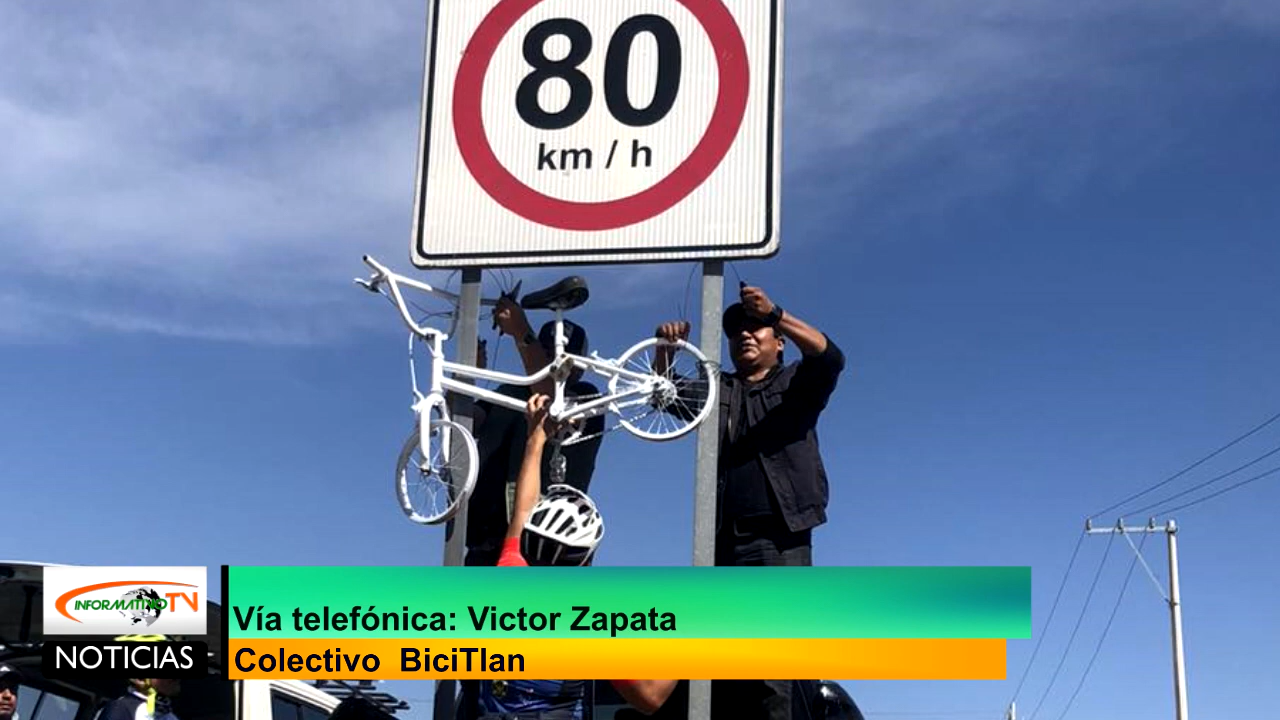 80
km / h
INFORMATIVO TV
NOTICIAS
Vía telefónica: Victor Zapata
Colectivo BiciTlan